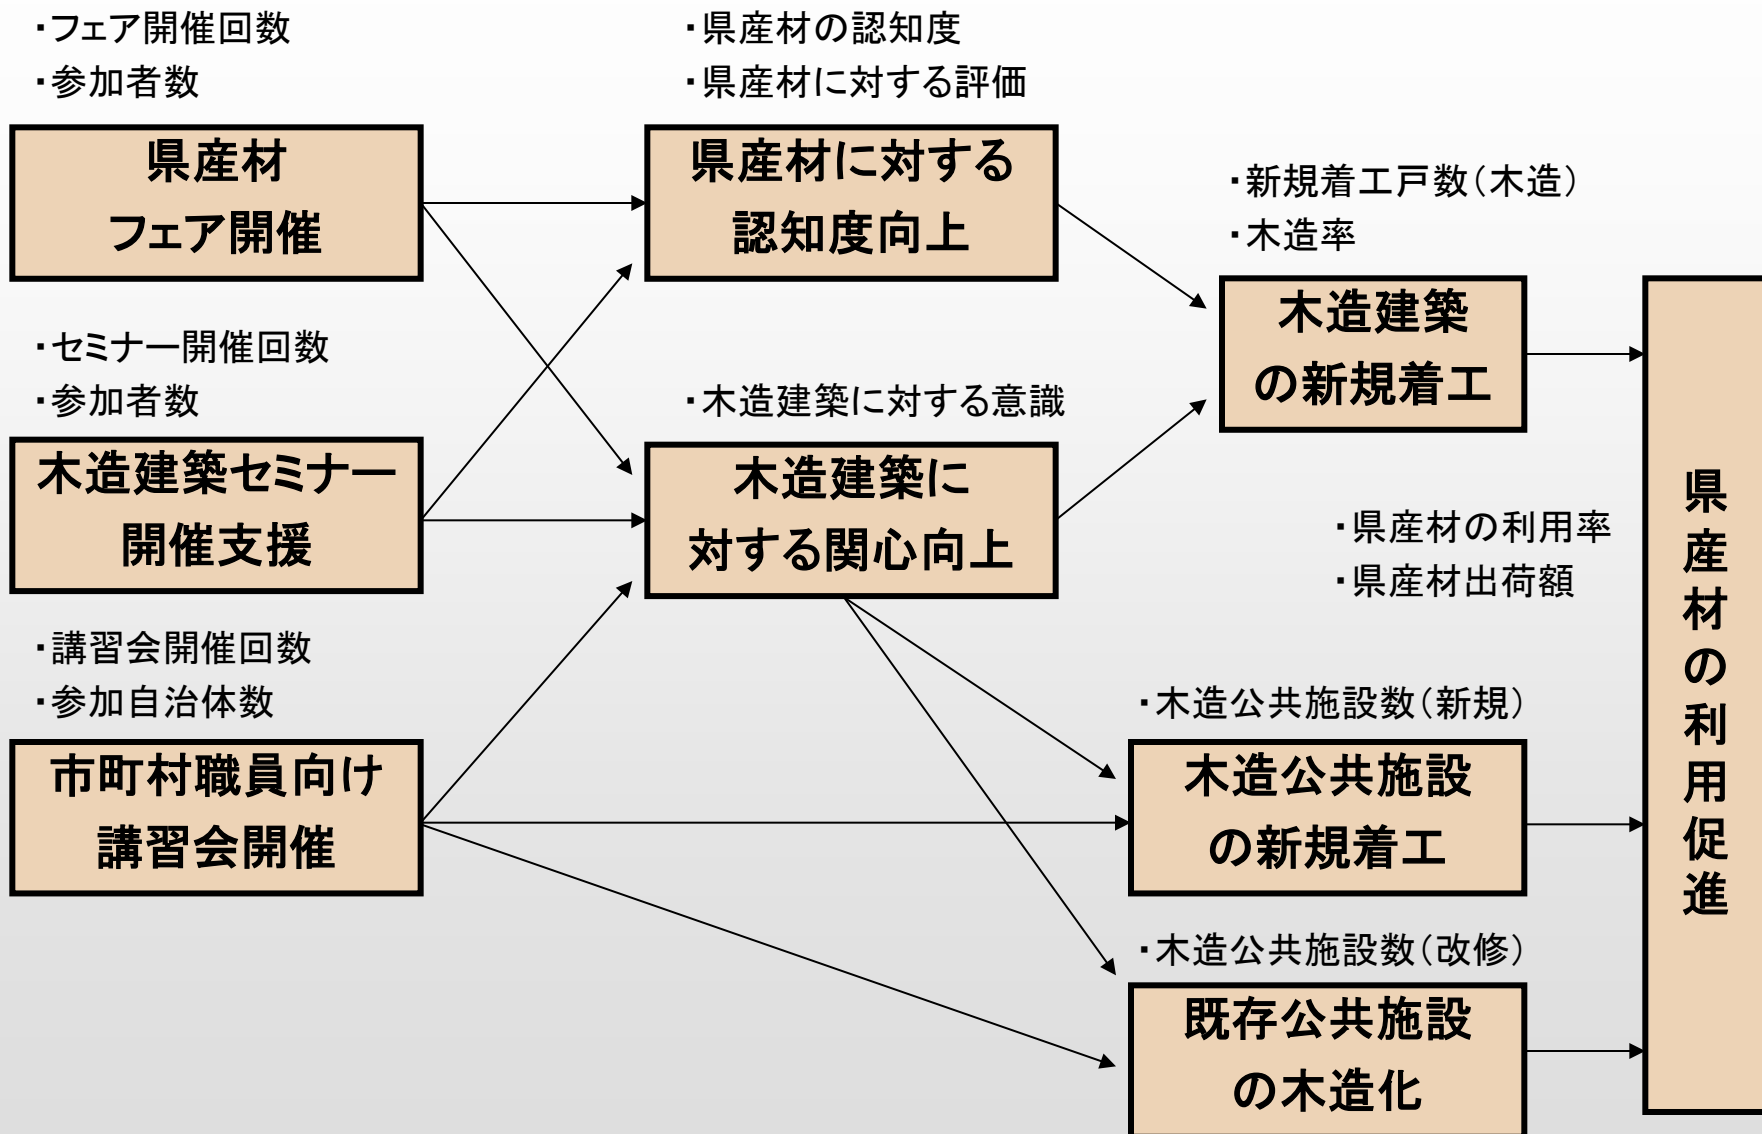 ・フェア開催回数
・参加者数
県産材
フェア開催
・セミナー開催回数
・参加者数
木造建築セミナー
開催支援
・講習会開催回数
・参加自治体数
市町村職員向け
講習会開催
・県産材の認知度
・県産材に対する評価
県産材に対する
認知度向上
・木造建築に対する意識
木造建築に
対する関心向上
・新規着工戸数（木造）
・木造率
木造建築
の新規着工
・県産材の利用率
・県産材出荷額
・木造公共施設数（新規）
木造公共施設
の新規着工
・木造公共施設数（改修）
既存公共施設
の木造化
県産材の利用促進